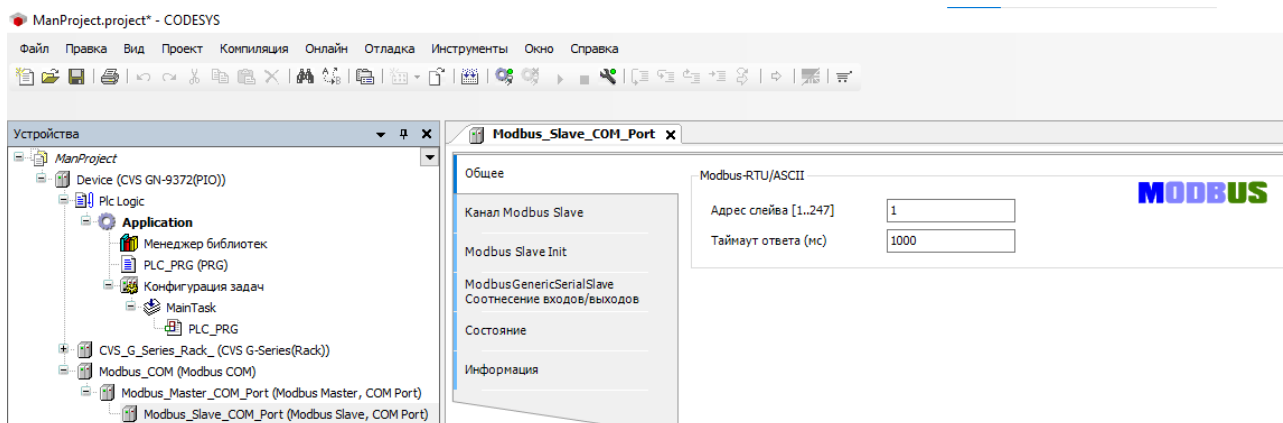 ManProject.project* - CODESYS
Файл Правка Вид Проект Компиляция Онлайн Отладка Инструменты Окно Справка
Устройства
ManProject
Device (CVS GN-9372(PIO))
Plc Logic
Application
Менеджер библиотек
PLC_PRG (PRG)
Конфигурация задач
MainTask
PLC_PRG
CVS_G_Series_Rack_ (CVS G-Series(Rack))
Modbus_COM (Modbus COM)
Modbus_Master_COM_Port (Modbus Master, COM Port)
Modbus_Slave_COM_Port (Modbus Slave, COM Port)
Modbus_Slave_COM_Port
Общее
Канал Modbus Slave
Modbus Slave Init
ModbusGenericSerialSlave
Соотнесение входов/выходов
Состояние
Информация
Modbus-RTU/ASCII
Адрес слейва [1..247] 1
Таймаут ответа (мс) 1000
MODBUS